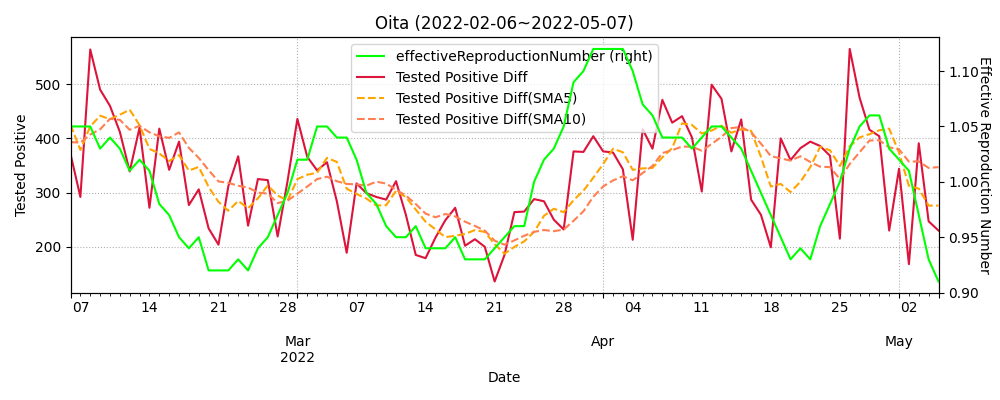 Oita (2022-02-06~2022-05-07)
effectiveReproductionNumber (right)
Tested Positive Diff
Tested Positive Diff(SMA5)
Tested Positive Diff(SMA10)
Tested Positive
500
400
300
200
Effective Reproduction Number
1.10
1.05
1.00
0.95
0.90
07 14 21 28 07 14 21 28 04 11 18 25 02
Mar Apr May
2022
Date